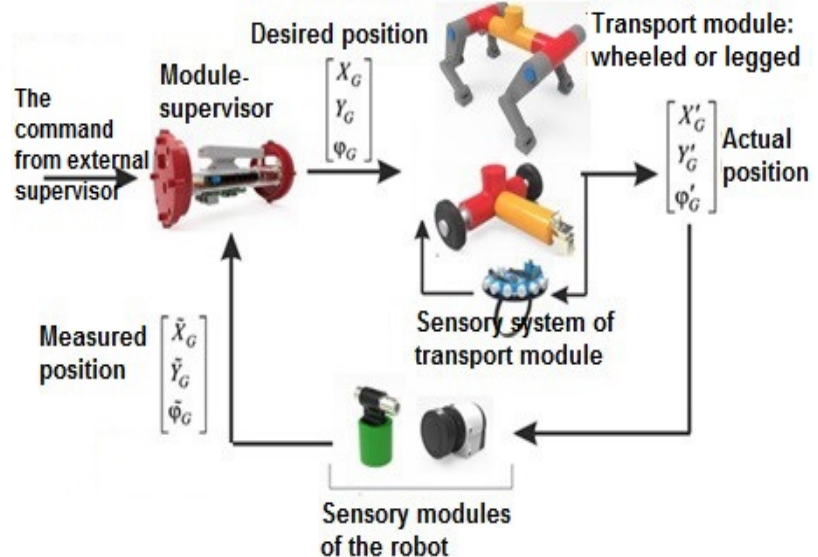 Desired position
Transport module:
wheeled or legged
Module-
supervisor
The
command
from external
supervisor
X_G
Y_G
φ_G
X'_G
Y'_G
φ'_G
Actual
position
Sensory system of
transport module
Measured
position
X̃_G
Ỹ_G
φ̃_G
Sensory modules
of the robot